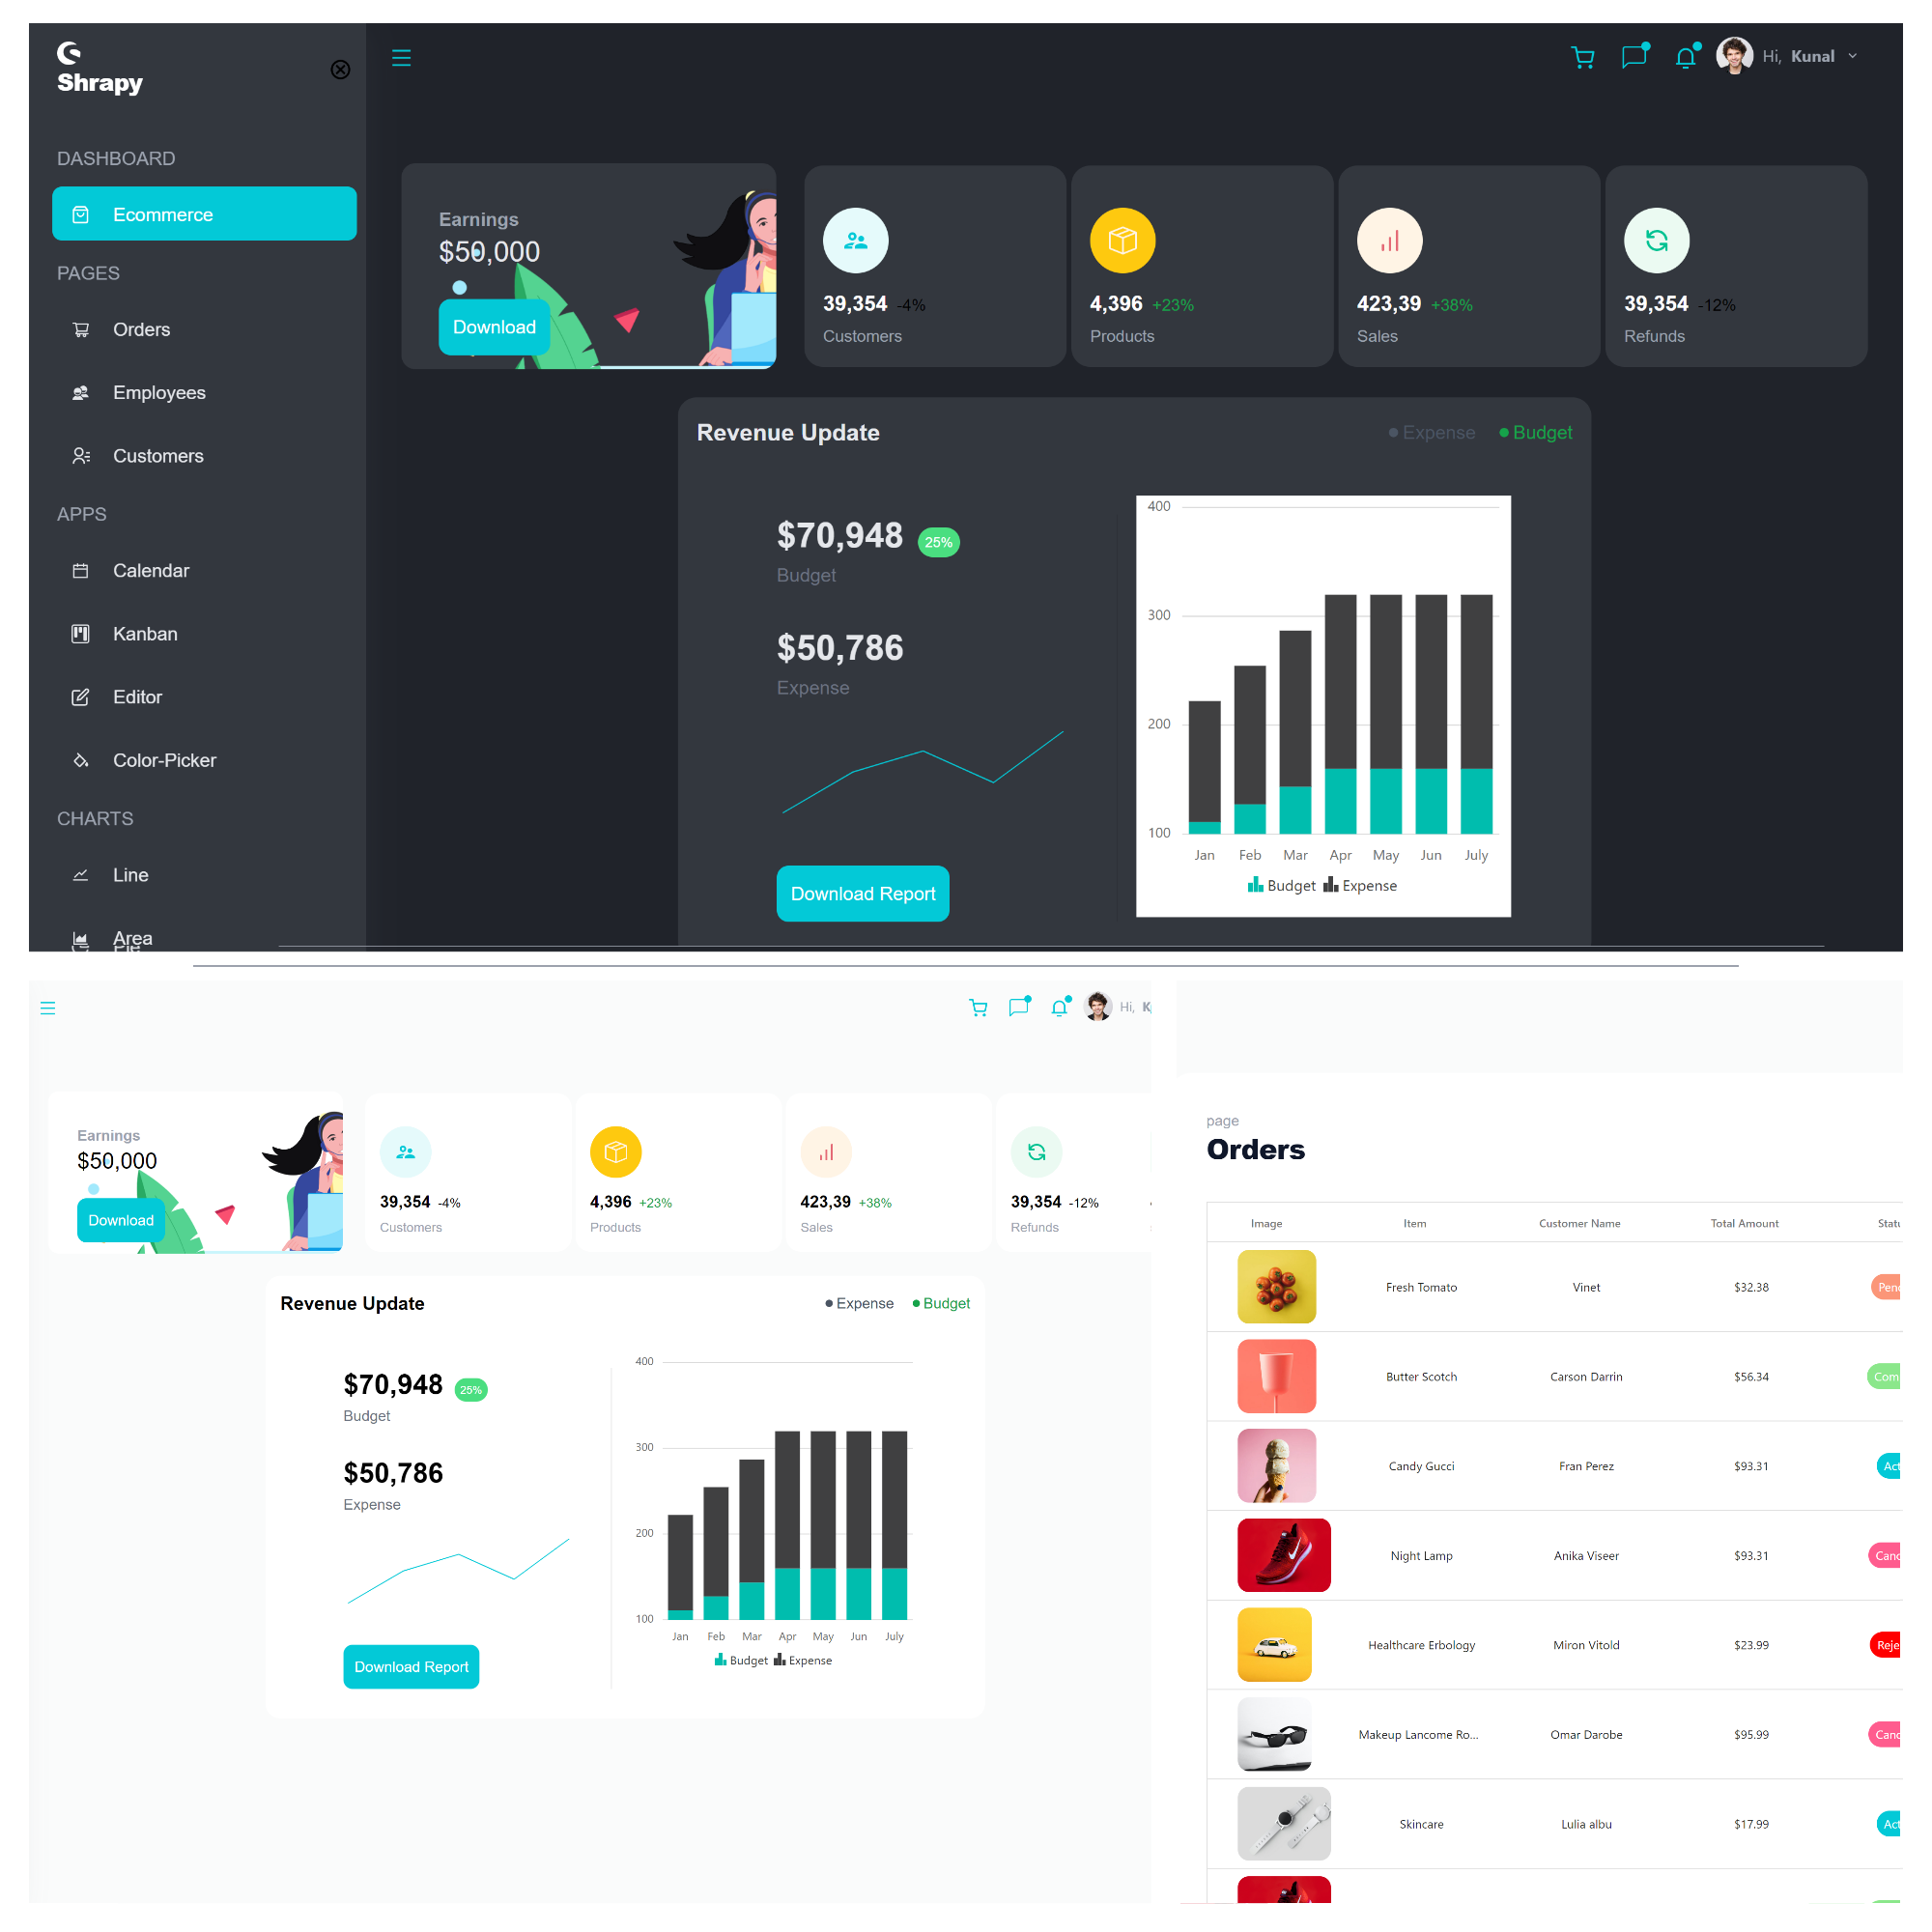 Shrapy
Hi, Kunal
DASHBOARD
Ecommerce
PAGES
Orders
Employees
Customers
APPS
Calendar
Kanban
Editor
Color-Picker
CHARTS
Line
Area
Earnings
$50,000
Download
39,354 -4%
Customers
4,396 +23%
Products
423,39 +38%
Sales
39,354 -12%
Refunds
Revenue Update
Expense Budget
$70,948 25%
Budget
$50,786
Expense
Download Report
400
300
200
100
Jan Feb Mar Apr May Jun July
Budget Expense
Hi, K
Earnings
$50,000
Download
39,354 -4%
Customers
4,396 +23%
Products
423,39 +38%
Sales
39,354 -12%
Refunds
Revenue Update
Expense Budget
$70,948 25%
Budget
$50,786
Expense
Download Report
400
300
200
100
Jan Feb Mar Apr May Jun July
Budget Expense
page
Orders
Image Item Customer Name Total Amount Statu
Fresh Tomato Vinet $32.38 Pen
Butter Scotch Carson Darrin $56.34 Com
Candy Gucci Fran Perez $93.31 Act
Night Lamp Anika Viseer $93.31 Canc
Healthcare Erbology Miron Vitold $23.99 Reje
Makeup Lancome Ro... Omar Darobe $95.99 Canc
Skincare Lulia albu $17.99 Act